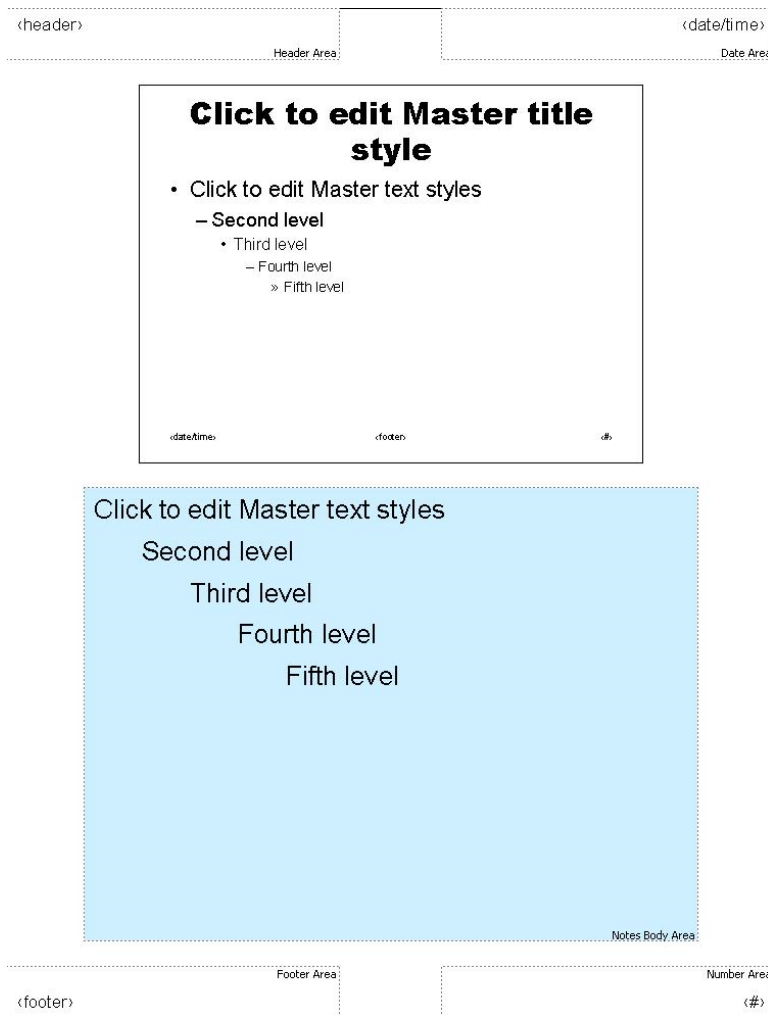 ‹header›
‹date/time›
Header Area
Date Area
Click to edit Master title
style
• Click to edit Master text styles
– Second level
• Third level
– Fourth level
» Fifth level
‹date/time›
‹footer›
‹#›
Click to edit Master text styles
Second level
Third level
Fourth level
Fifth level
Notes Body Area
Footer Area
Number Area
‹footer›
‹#›